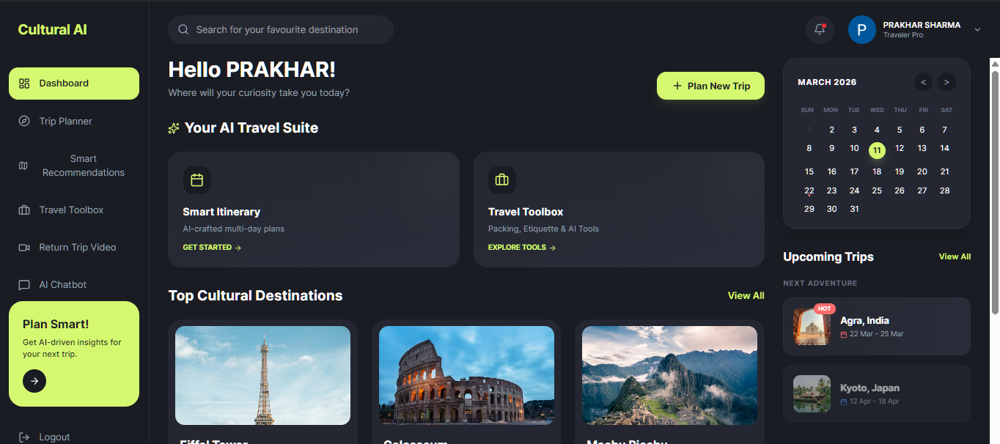 Cultural AI
Dashboard
Trip Planner
Smart
Recommendations
Travel Toolbox
Return Trip Video
AI Chatbot
Plan Smart!
Get AI-driven insights for
your next trip.
Logout
Search for your favourite destination
P
PRAKHAR SHARMA
Traveler Pro
Hello PRAKHAR!
Where will your curiosity take you today?
+ Plan New Trip
Your AI Travel Suite
Smart Itinerary
AI-crafted multi-day plans
GET STARTED →
Travel Toolbox
Packing, Etiquette & AI Tools
EXPLORE TOOLS →
Top Cultural Destinations
View All
Eiffel Tower
Colosseum
Machu Picchu
MARCH 2026
< >
SUN MON TUE WED THU FRI SAT
1 2 3 4 5 6 7
8 9 10 11 12 13 14
15 16 17 18 19 20 21
22 23 24 25 26 27 28
29 30 31
Upcoming Trips
View All
NEXT ADVENTURE
HOT
Agra, India
22 Mar - 25 Mar
Kyoto, Japan
12 Apr - 18 Apr